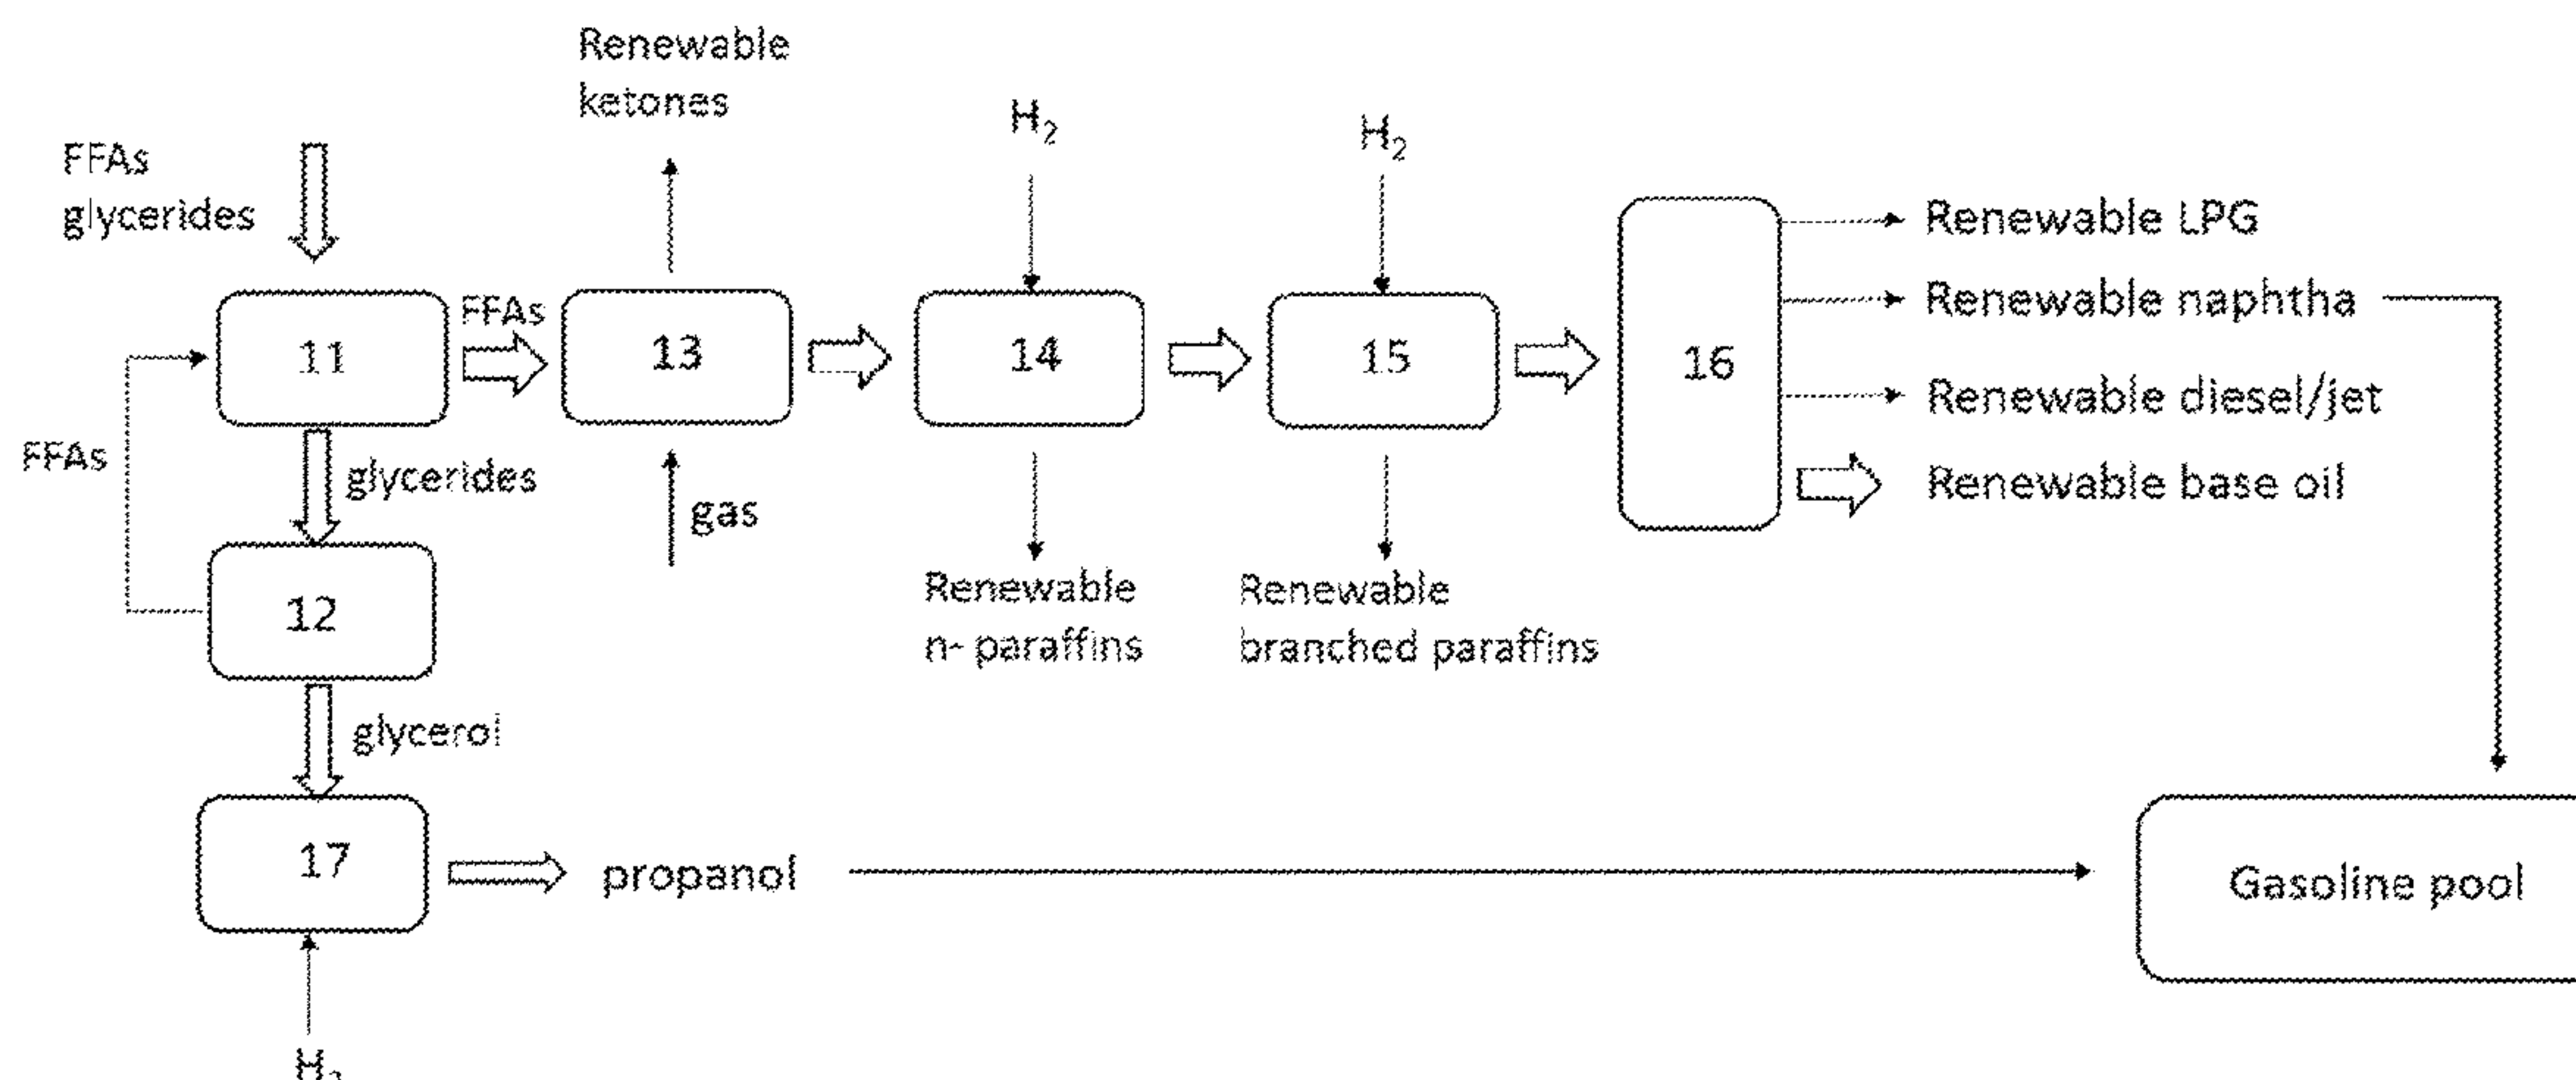 Renewable
ketones
H₂
H₂
FFAs
glycerides
Renewable LPG
FFAs
Renewable naphtha
11
13
14
15
16
Renewable diesel/jet
FFAs
glycerides
gas
Renewable base oil
12
Renewable
n- paraffins
Renewable
branched paraffins
glycerol
17
propanol
Gasoline pool
H₂